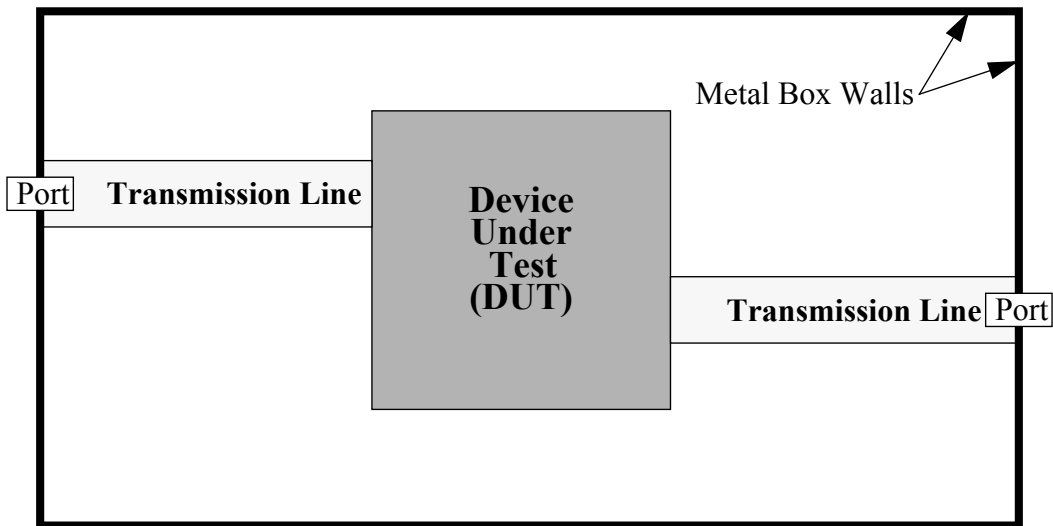 Metal Box Walls
Port
Transmission Line
Device
Under
Test
(DUT)
Transmission Line
Port